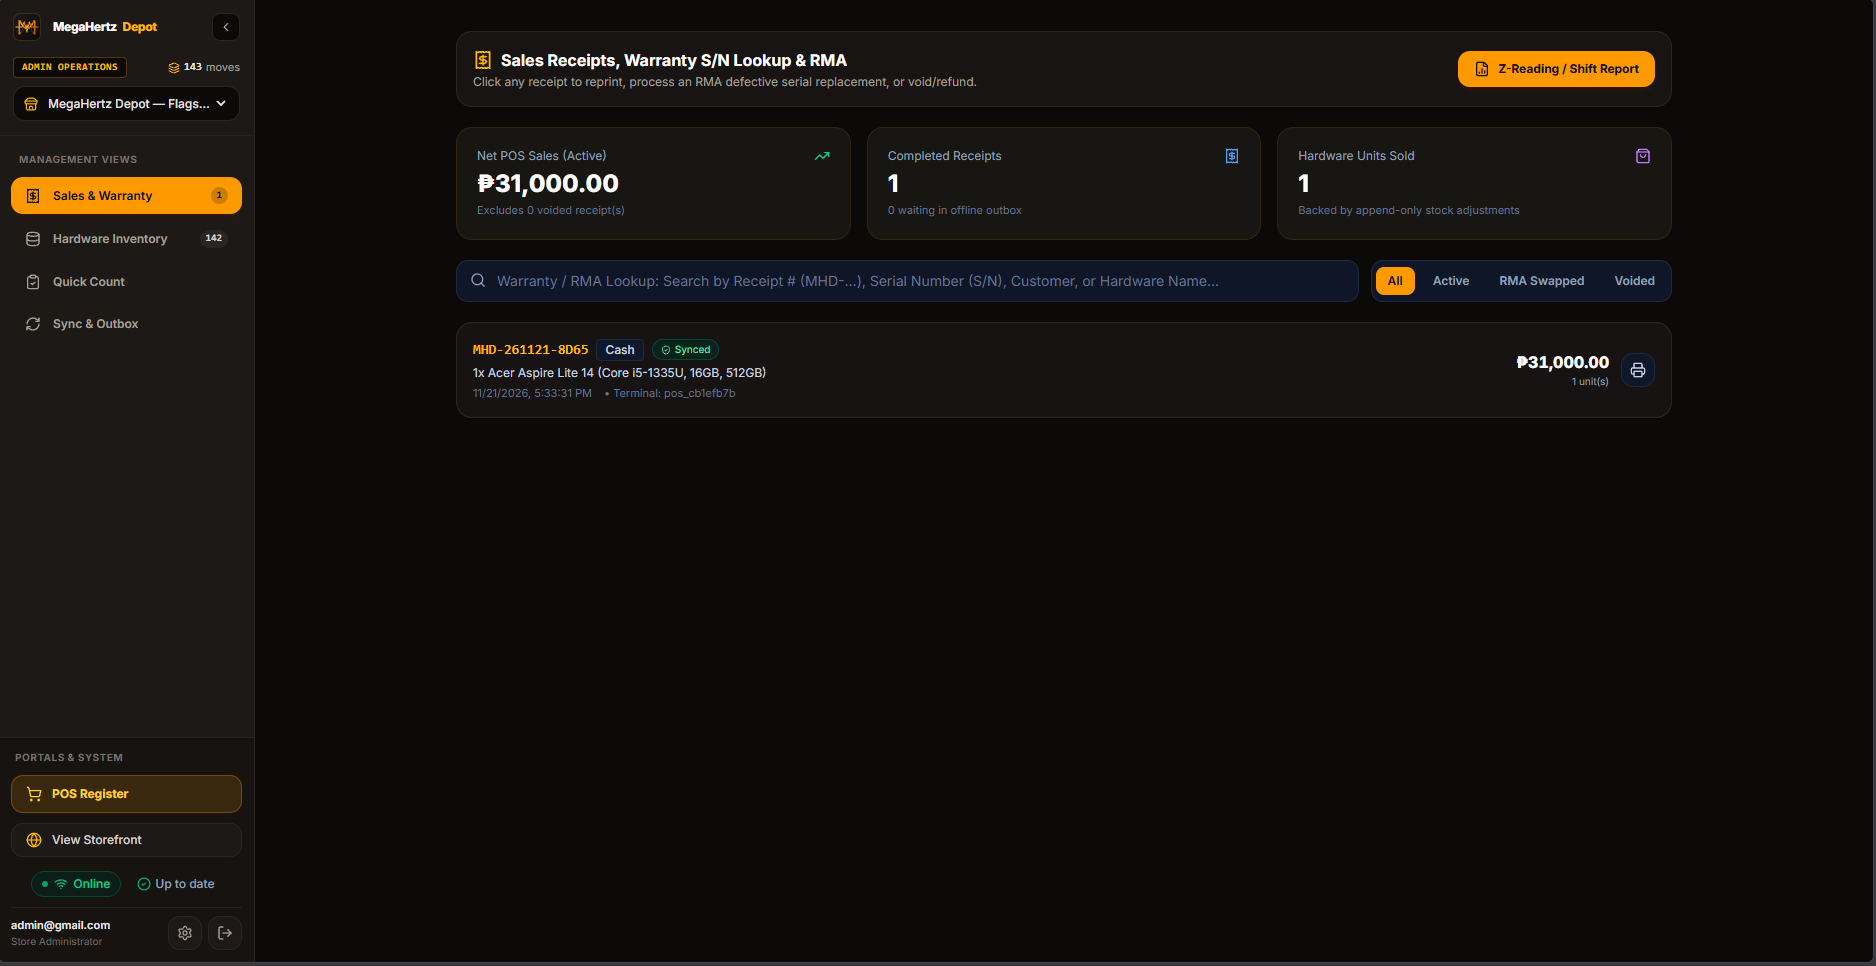 MegaHertz Depot
ADMIN OPERATIONS
143 moves
MegaHertz Depot — Flags...
MANAGEMENT VIEWS
Sales & Warranty
1
Hardware Inventory
142
Quick Count
Sync & Outbox
PORTALS & SYSTEM
POS Register
View Storefront
Online
Up to date
admin@gmail.com
Store Administrator
Sales Receipts, Warranty S/N Lookup & RMA
Click any receipt to reprint, process an RMA defective serial replacement, or void/refund.
Z-Reading / Shift Report
Net POS Sales (Active)
₱31,000.00
Excludes 0 voided receipt(s)
Completed Receipts
1
0 waiting in offline outbox
Hardware Units Sold
1
Backed by append-only stock adjustments
Warranty / RMA Lookup: Search by Receipt # (MHD-...), Serial Number (S/N), Customer, or Hardware Name...
All
Active
RMA Swapped
Voided
MHD-261121-8D65
Cash
Synced
1x Acer Aspire Lite 14 (Core i5-1335U, 16GB, 512GB)
11/21/2026, 5:33:31 PM • Terminal: pos_cb1efb7b
₱31,000.00
1 unit(s)